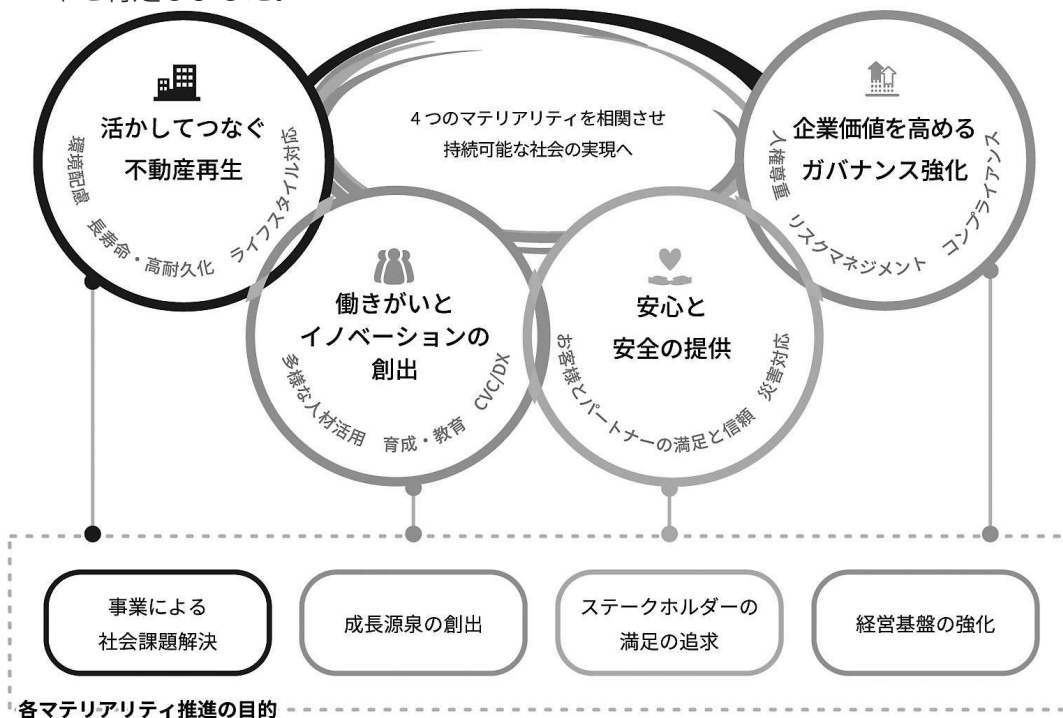 4つのマテリアリティを相関させ
持続可能な社会の実現へ
活かしてつなぐ
不動産再生
環境配慮 長寿命・高耐久化 ライフスタイル対応
働きがいと
イノベーションの
創出
多様な人材活用 育成・教育 CVC/DX
安心と
安全の提供
お客様とパートナーの満足と信頼 災害対応
企業価値を高める
ガバナンス強化
人権尊重 リスクマネジメント コンプライアンス
事業による
社会課題解決
成長源泉の創出
ステークホルダーの
満足の追求
経営基盤の強化
各マテリアリティ推進の目的